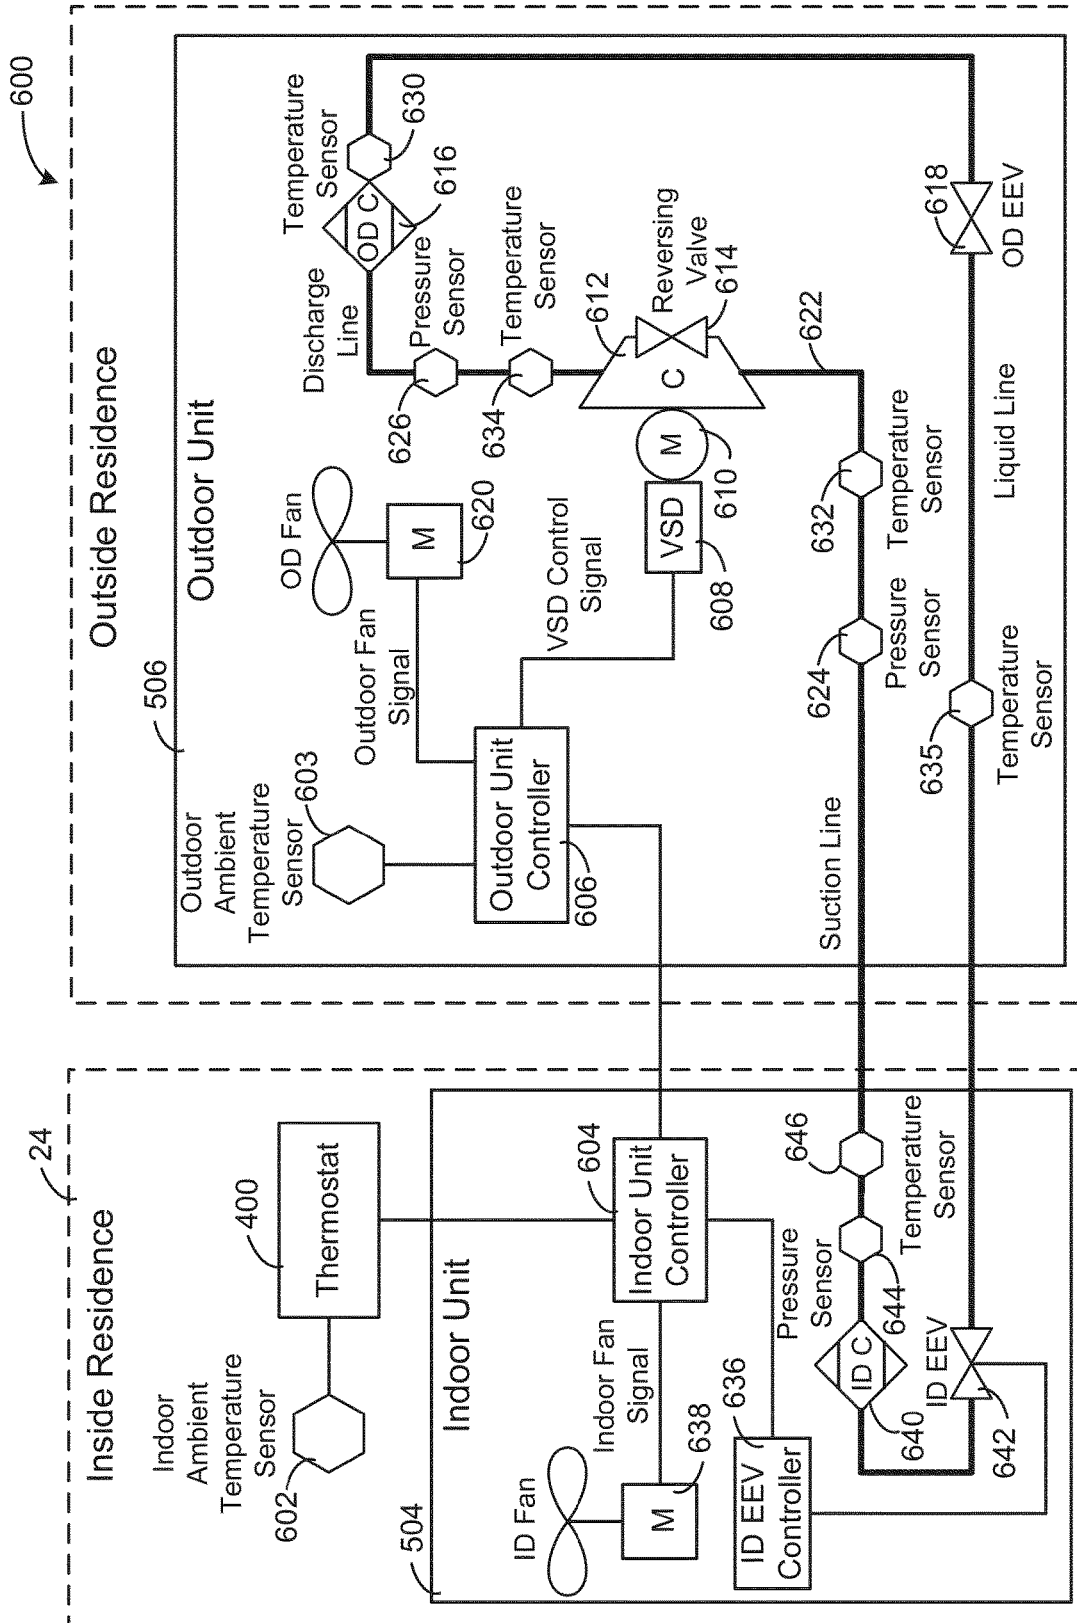 600
Outside Residence
506
Outdoor Unit
Outdoor
Ambient
Temperature
Sensor
603
Outdoor Fan
Signal
OD Fan
M
620
Outdoor Unit
Controller
606
VSD Control
Signal
VSD
608
M
610
C
612
Reversing
Valve
614
Discharge
Line
Temperature
Sensor
630
OD C
616
Pressure
Sensor
626
Temperature
Sensor
634
622
632
Temperature
Sensor
624
Pressure
Sensor
Suction Line
635
Temperature
Sensor
Liquid Line
618
OD EEV
24
Inside Residence
Indoor
Ambient
Temperature
Sensor
602
400
Thermostat
504
Indoor Unit
ID Fan
M
638
Indoor Fan
Signal
604
Indoor Unit
Controller
636
ID EEV
Controller
Pressure
Sensor
644
646
Temperature
Sensor
ID C
640
ID EEV
642